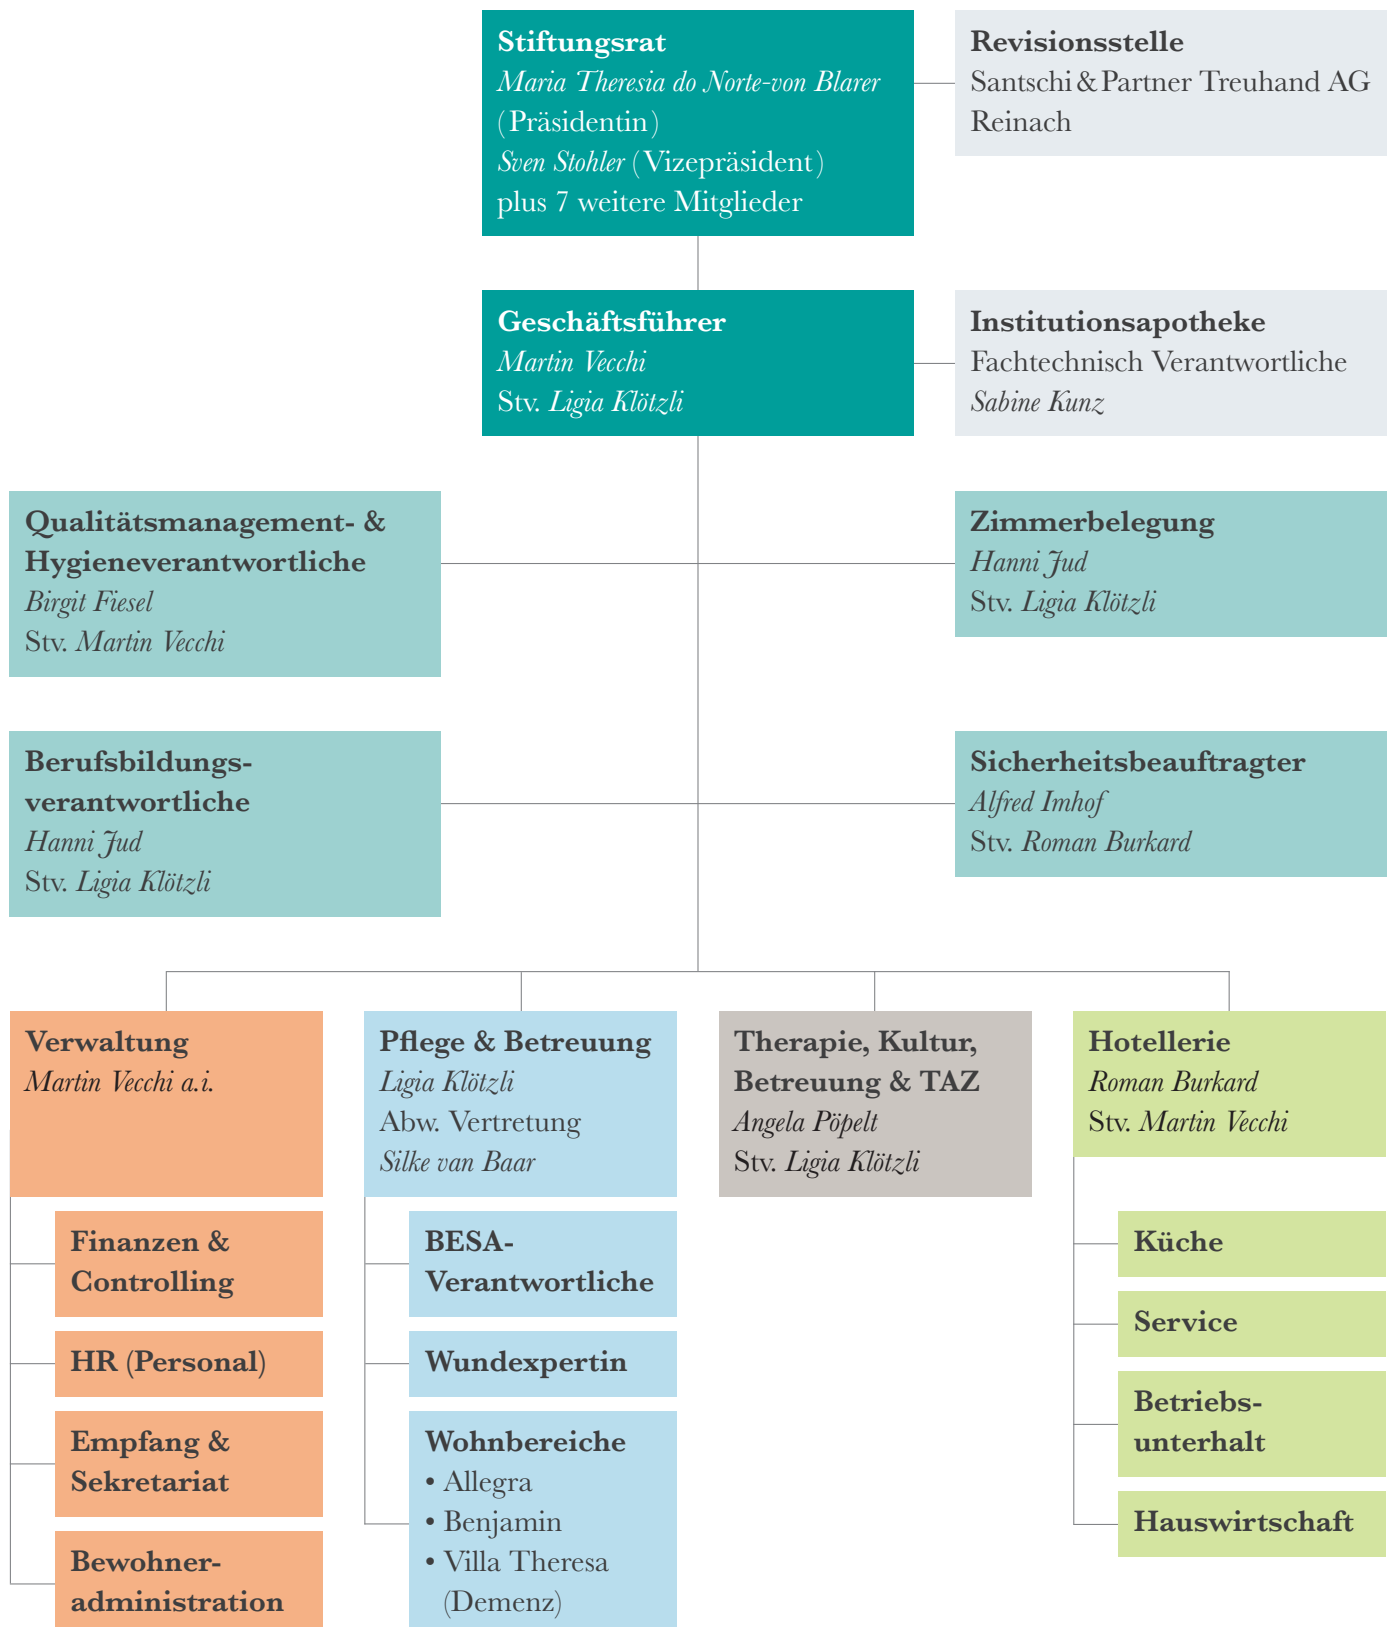 Stiftungsrat
Maria Theresia do Norte-von Blarer
(Präsidentin)
Sven Stohler (Vizepräsident)
plus 7 weitere Mitglieder
Revisionsstelle
Santschi & Partner Treuhand AG
Reinach
Geschäftsführer
Martin Vecchi
Stv. Ligia Klötzli
Institutionsapotheke
Fachtechnisch Verantwortliche
Sabine Kunz
Qualitätsmanagement- &
Hygieneverantwortliche
Birgit Fiesel
Stv. Martin Vecchi
Zimmerbelegung
Hanni Jud
Stv. Ligia Klötzli
Berufsbildungs-
verantwortliche
Hanni Jud
Stv. Ligia Klötzli
Sicherheitsbeauftragter
Alfred Imhof
Stv. Roman Burkard
Verwaltung
Martin Vecchi a.i.
Finanzen &
Controlling
HR (Personal)
Empfang &
Sekretariat
Bewohner-
administration
Pflege & Betreuung
Ligia Klötzli
Abw. Vertretung
Silke van Baar
BESA-
Verantwortliche
Wundexpertin
Wohnbereiche
• Allegra
• Benjamin
• Villa Theresa
(Demenz)
Therapie, Kultur,
Betreuung & TAZ
Angela Pöpelt
Stv. Ligia Klötzli
Hotellerie
Roman Burkard
Stv. Martin Vecchi
Küche
Service
Betriebs-
unterhalt
Hauswirtschaft